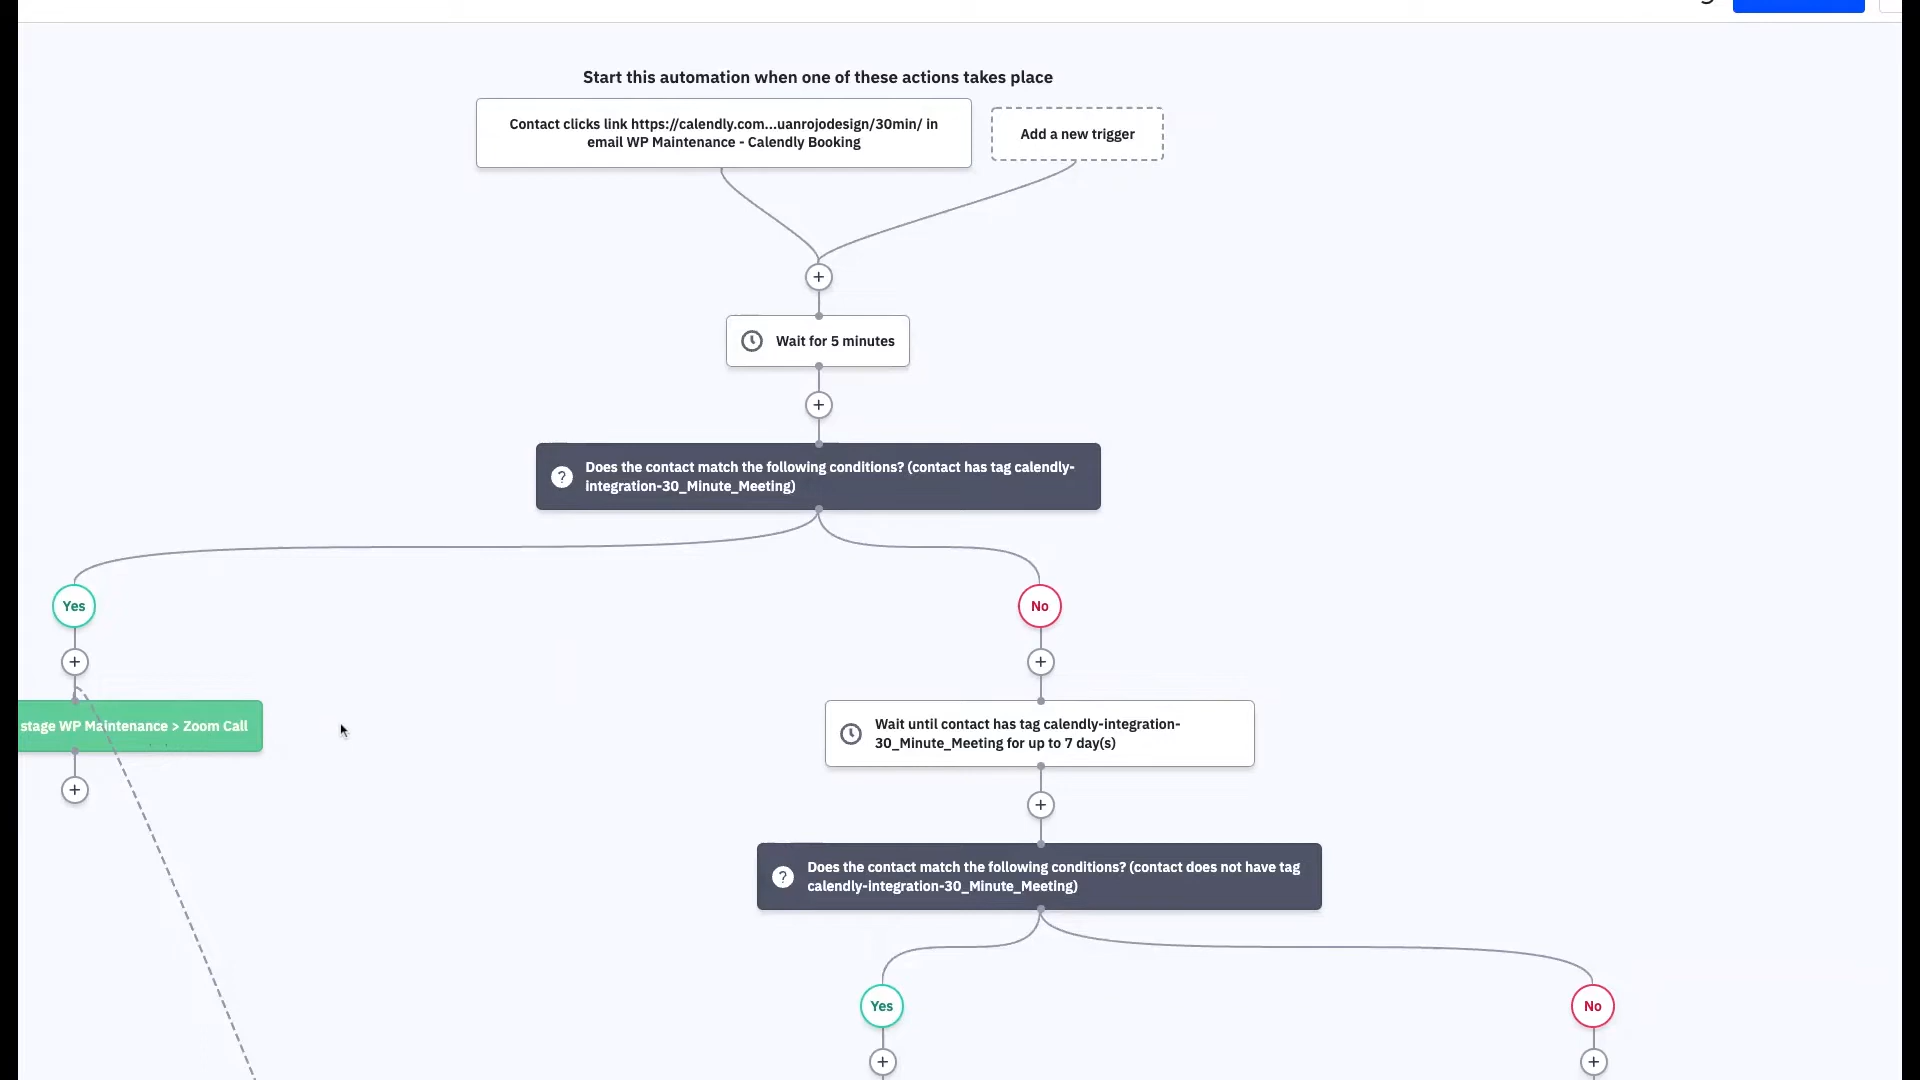 Start this automation when one of these actions takes place
Contact clicks link https://calendly.com...uanrojodesign/30min/ in
email WP Maintenance - Calendly Booking
Add a new trigger
Wait for 5 minutes
Does the contact match the following conditions? (contact has tag calendly-
integration-30_Minute_Meeting)
Yes
No
stage WP Maintenance > Zoom Call
Wait until contact has tag calendly-integration-
30_Minute_Meeting for up to 7 day(s)
Does the contact match the following conditions? (contact does not have tag
calendly-integration-30_Minute_Meeting)
Yes
No